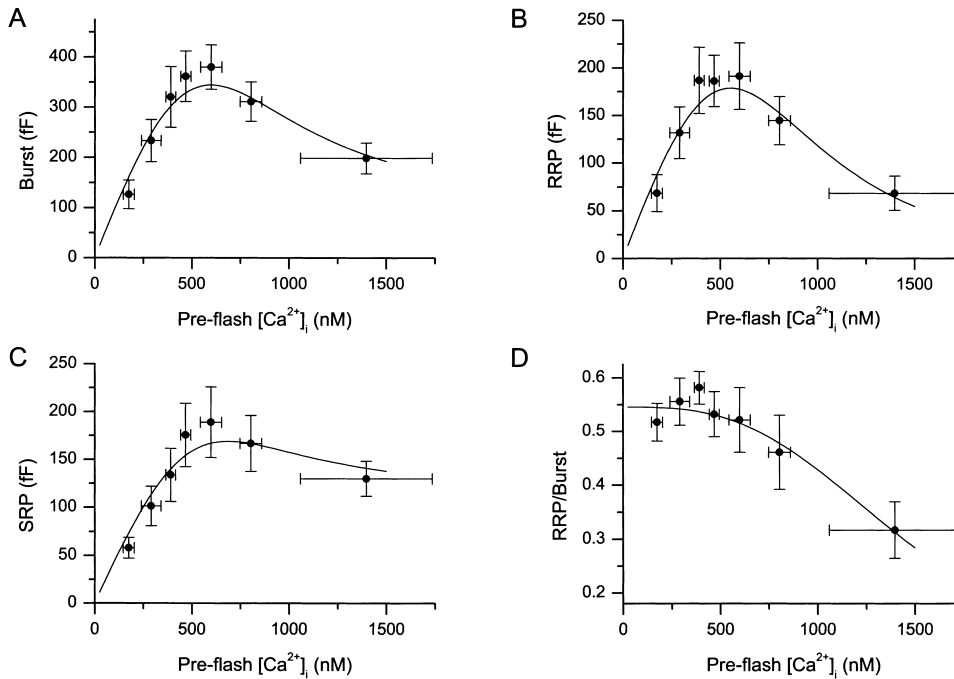 A
Burst (fF)
400
300
200
100
0
0 500 1000 1500
Pre-flash [Ca²⁺]ᵢ (nM)
B
RRP (fF)
250
200
150
100
50
0
0 500 1000 1500
Pre-flash [Ca²⁺]ᵢ (nM)
C
SRP (fF)
250
200
150
100
50
0
0 500 1000 1500
Pre-flash [Ca²⁺]ᵢ (nM)
D
RRP/Burst
0.6
0.5
0.4
0.3
0.2
0 500 1000 1500
Pre-flash [Ca²⁺]ᵢ (nM)